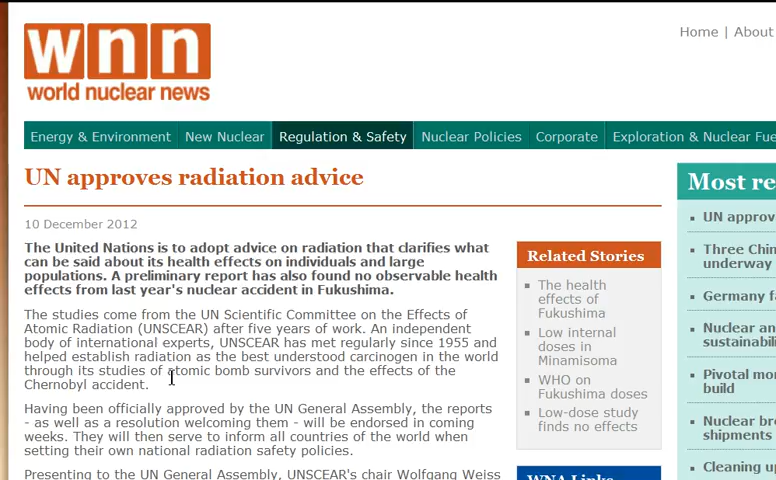 wnn
world nuclear news
Home | About
Energy & Environment New Nuclear Regulation & Safety Nuclear Policies Corporate Exploration & Nuclear Fue
UN approves radiation advice
10 December 2012
The United Nations is to adopt advice on radiation that clarifies what
can be said about its health effects on individuals and large
populations. A preliminary report has also found no observable health
effects from last year's nuclear accident in Fukushima.
The studies come from the UN Scientific Committee on the Effects of
Atomic Radiation (UNSCEAR) after five years of work. An independent
body of international experts, UNSCEAR has met regularly since 1955 and
helped establish radiation as the best understood carcinogen in the world
through its studies of atomic bomb survivors and the effects of the
Chernobyl accident.
Having been officially approved by the UN General Assembly, the reports
- as well as a resolution welcoming them - will be endorsed in coming
weeks. They will then serve to inform all countries of the world when
setting their own national radiation safety policies.
Presenting to the UN General Assembly, UNSCEAR's chair Wolfgang Weiss
Related Stories
The health
effects of
Fukushima
Low internal
doses in
Minamisoma
WHO on
Fukushima doses
Low-dose study
finds no effects
WNA Links
Most re
UN approv
Three Chin
underway
Germany fa
Nuclear an
sustainabili
Pivotal mor
build
Nuclear bre
shipments
Cleaning up